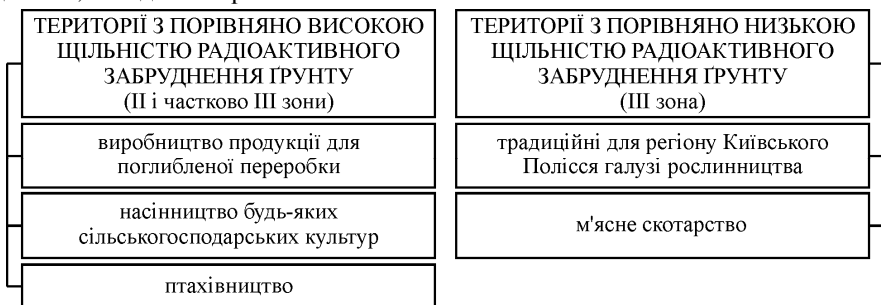 ТЕРИТОРІЇ З ПОРІВНЯНО ВИСОКОЮ
ЩІЛЬНІСТЮ РАДІОАКТИВНОГО
ЗАБРУДНЕННЯ ҐРУНТУ
(ІІ і частково ІІІ зони)
виробництво продукції для
поглибленої переробки
насінництво будь-яких
сільськогосподарських культур
птахівництво
ТЕРИТОРІЇ З ПОРІВНЯНО НИЗЬКОЮ
ЩІЛЬНІСТЮ РАДІОАКТИВНОГО
ЗАБРУДНЕННЯ ҐРУНТУ
(ІІІ зона)
традиційні для регіону Київського
Полісся галузі рослинництва
м'ясне скотарство